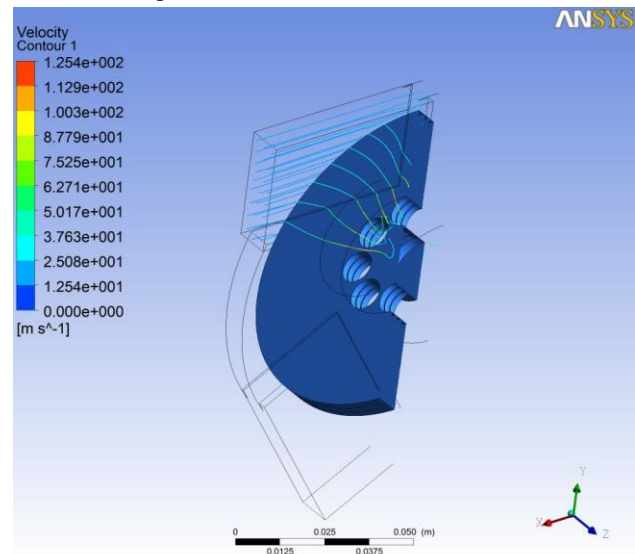 ANSYS
Velocity
Contour 1
1.254e+002
1.129e+002
1.003e+002
8.779e+001
7.525e+001
6.271e+001
5.017e+001
3.763e+001
2.508e+001
1.254e+001
0.000e+000
[m s^-1]
Y
X
Z
0 0.025 0.050 (m)
0.0125 0.0375